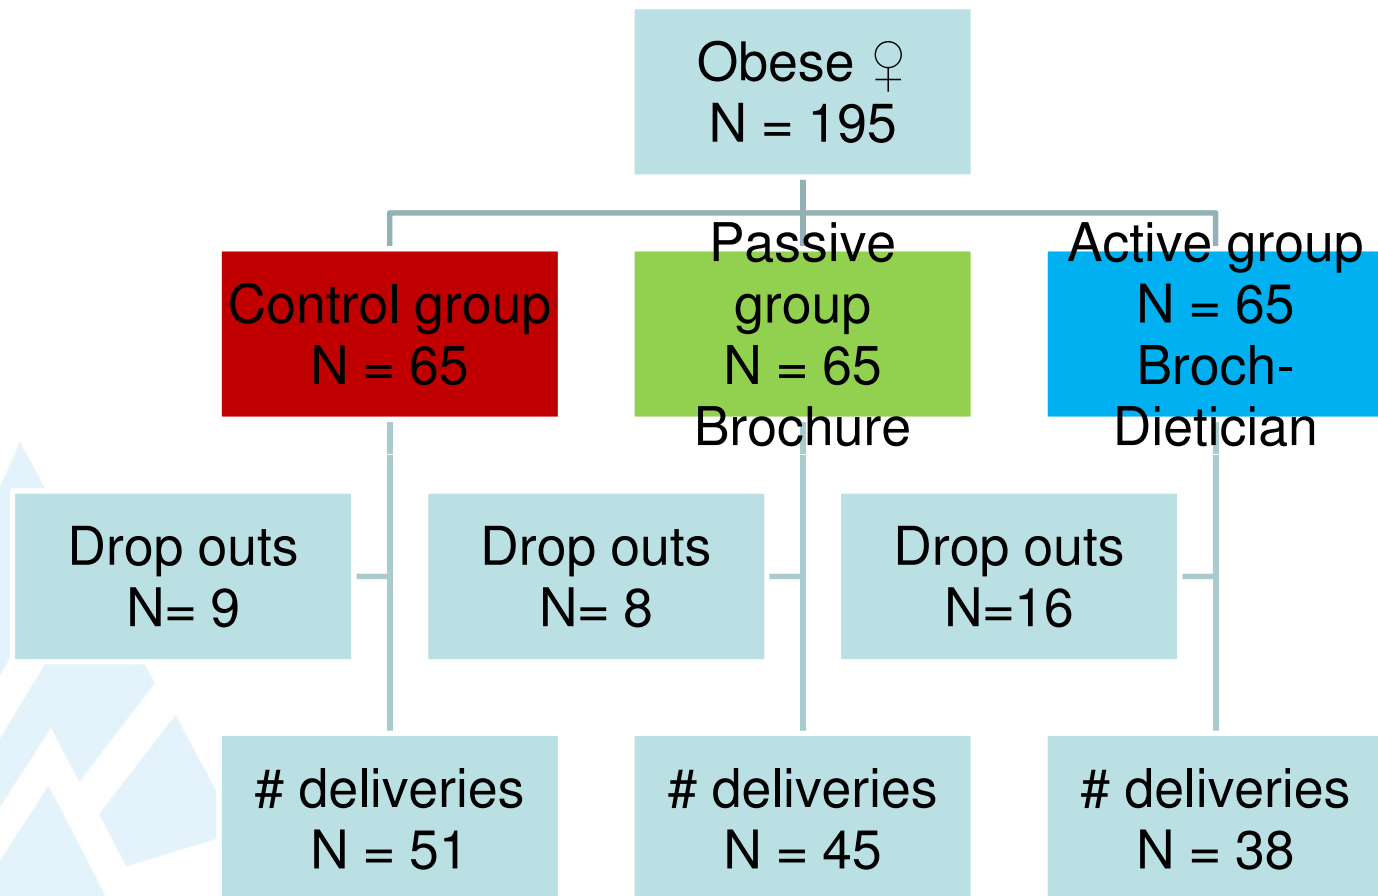 Obese ♀
N = 195
Control group
N = 65
Passive
group
N = 65
Brochure
Active group
N = 65
Broch-
Dietician
Drop outs
N= 9
Drop outs
N= 8
Drop outs
N=16
# deliveries
N = 51
# deliveries
N = 45
# deliveries
N = 38